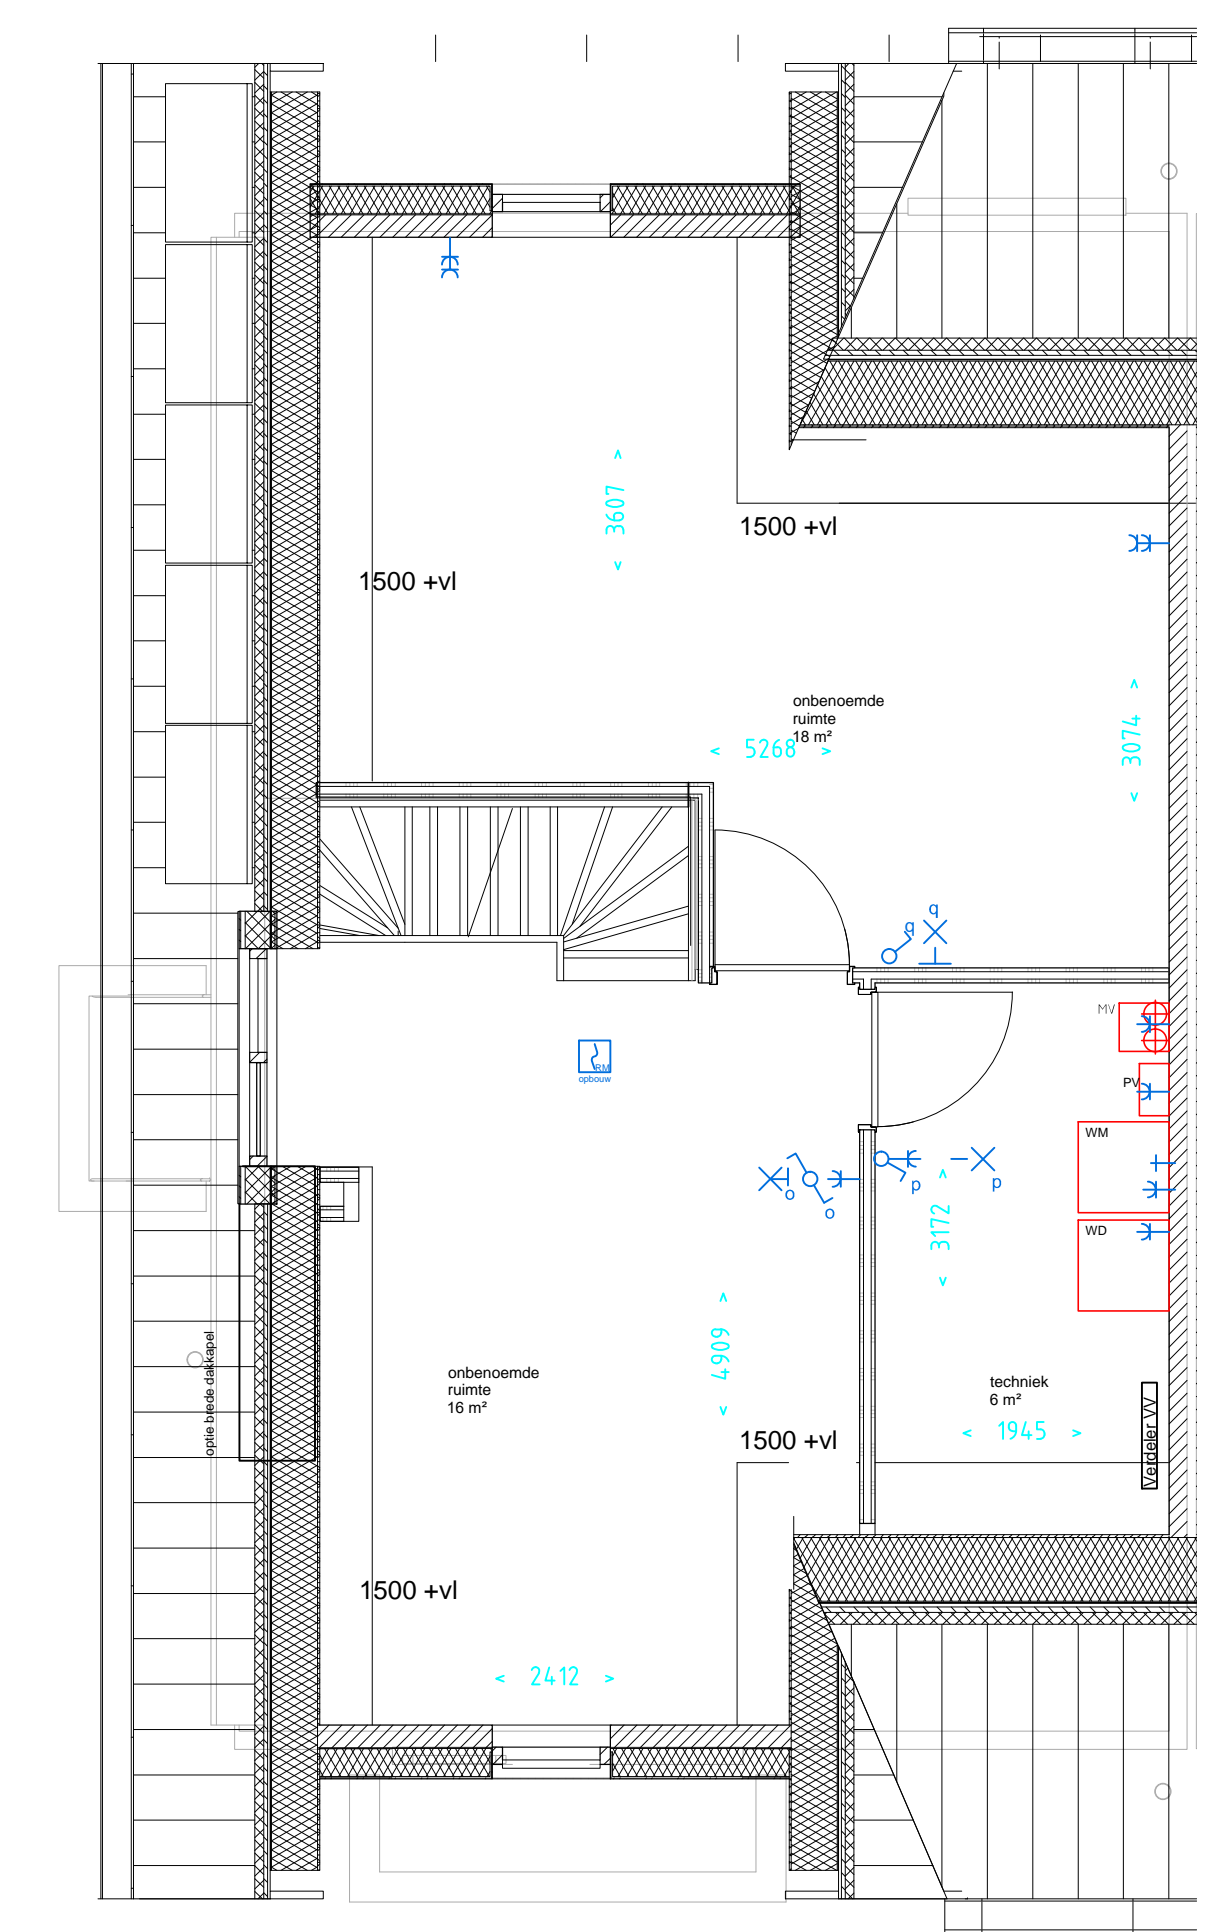 3607
1500 +vl
1500 +vl
onbenoemde
ruimte
18 m²
5268
3074
q
q
MV
PV
RM
opbouw
WM
o
o
p
p
WD
3172
4909
optie brede dakkapel
onbenoemde
ruimte
16 m²
techniek
6 m²
1945
Verdeler VV
1500 +vl
1500 +vl
2412